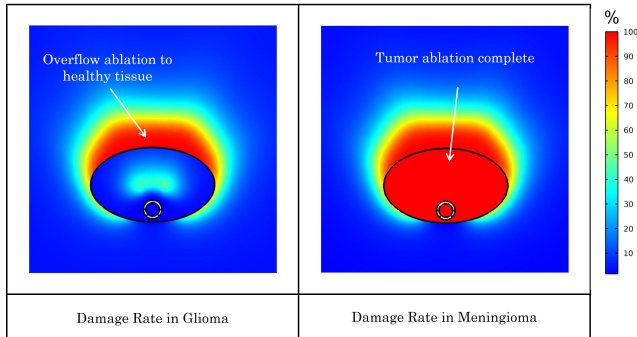 %
Overflow ablation to
healthy tissue
Tumor ablation complete
100
90
80
70
60
50
40
30
20
10
Damage Rate in Glioma
Damage Rate in Meningioma